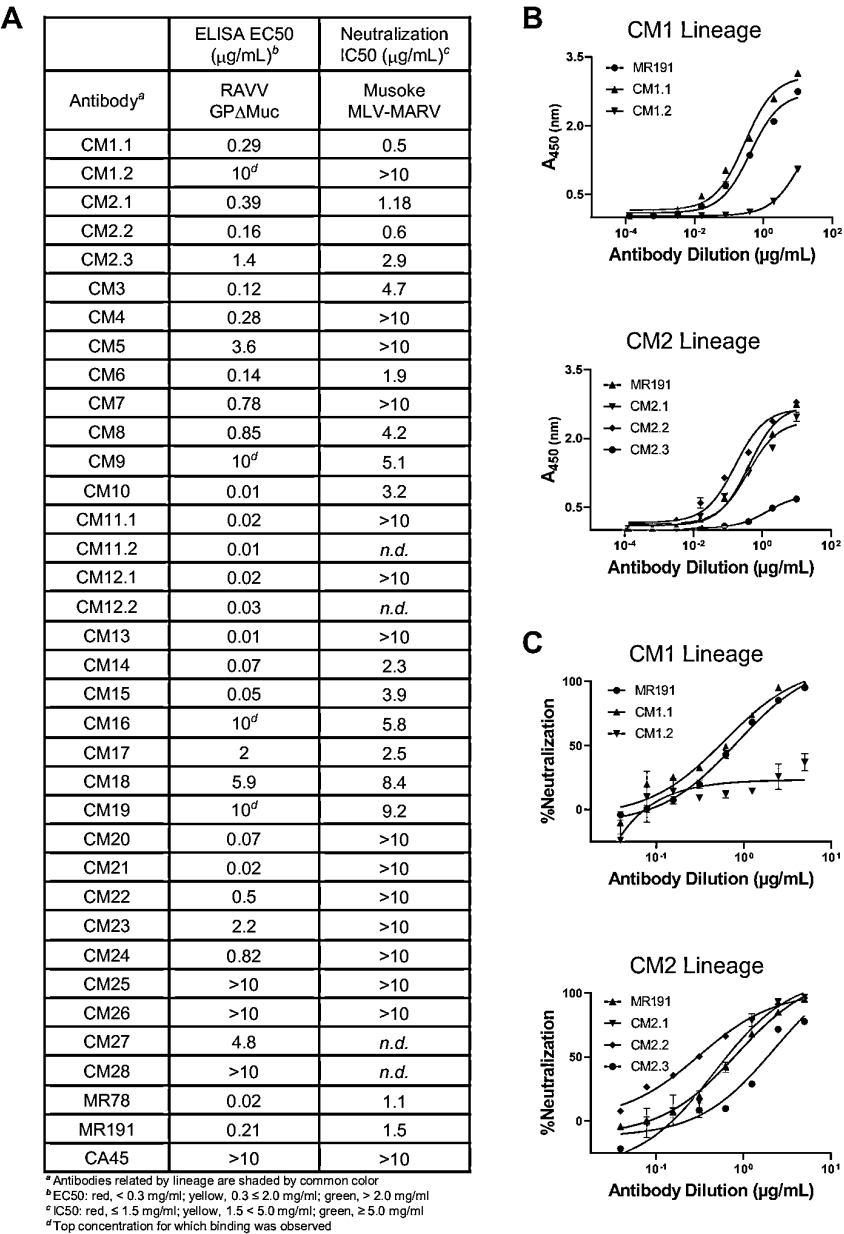 A
ELISA EC50 (μg/mL)b
Neutralization IC50 (μg/mL)c
Antibodya
RAVV GPΔMuc
Musoke MLV-MARV
CM1.1 0.29 0.5
CM1.2 10d >10
CM2.1 0.39 1.18
CM2.2 0.16 0.6
CM2.3 1.4 2.9
CM3 0.12 4.7
CM4 0.28 >10
CM5 3.6 >10
CM6 0.14 1.9
CM7 0.78 >10
CM8 0.85 4.2
CM9 10d 5.1
CM10 0.01 3.2
CM11.1 0.02 >10
CM11.2 0.01 n.d.
CM12.1 0.02 >10
CM12.2 0.03 n.d.
CM13 0.01 >10
CM14 0.07 2.3
CM15 0.05 3.9
CM16 10d 5.8
CM17 2 2.5
CM18 5.9 8.4
CM19 10d 9.2
CM20 0.07 >10
CM21 0.02 >10
CM22 0.5 >10
CM23 2.2 >10
CM24 0.82 >10
CM25 >10 >10
CM26 >10 >10
CM27 4.8 n.d.
CM28 >10 n.d.
MR78 0.02 1.1
MR191 0.21 1.5
CA45 >10 >10
a Antibodies related by lineage are shaded by common color
b EC50: red, < 0.3 mg/ml; yellow, 0.3 ≤ 2.0 mg/ml; green, > 2.0 mg/ml
c IC50: red, ≤ 1.5 mg/ml; yellow, 1.5 < 5.0 mg/ml; green, ≥ 5.0 mg/ml
d Top concentration for which binding was observed
B
CM1 Lineage
MR191
CM1.1
CM1.2
A450 (nm)
3.5
2.0
0.5
10-4 10-2 100 102
Antibody Dilution (μg/mL)
CM2 Lineage
MR191
CM2.1
CM2.2
CM2.3
A450 (nm)
3.5
2.0
0.5
10-4 10-2 100 102
Antibody Dilution (μg/mL)
C
CM1 Lineage
MR191
CM1.1
CM1.2
%Neutralization
100
50
0
10-1 100 101
Antibody Dilution (μg/mL)
CM2 Lineage
MR191
CM2.1
CM2.2
CM2.3
%Neutralization
100
50
0
10-1 100 101
Antibody Dilution (μg/mL)